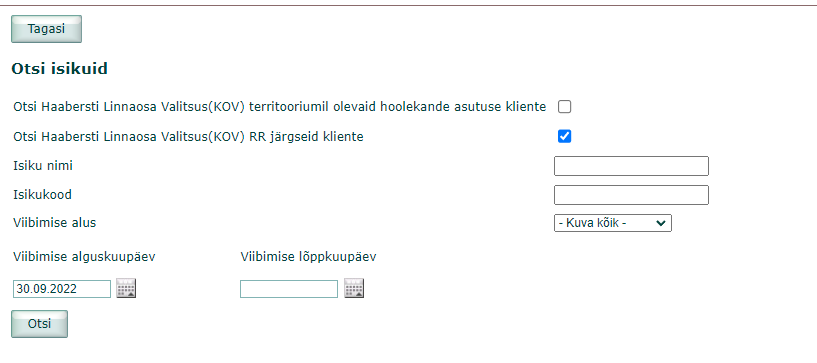 Tagasi
Otsi isikuid
Otsi Haabersti Linnaosa Valitsus(KOV) territooriumil olevaid hoolekande asutuse kliente
Otsi Haabersti Linnaosa Valitsus(KOV) RR järgseid kliente
Isiku nimi
Isikukood
Viibimise alus - Kuva kõik -
Viibimise alguskuupäev Viibimise lõppkuupäev
30.09.2022
Otsi